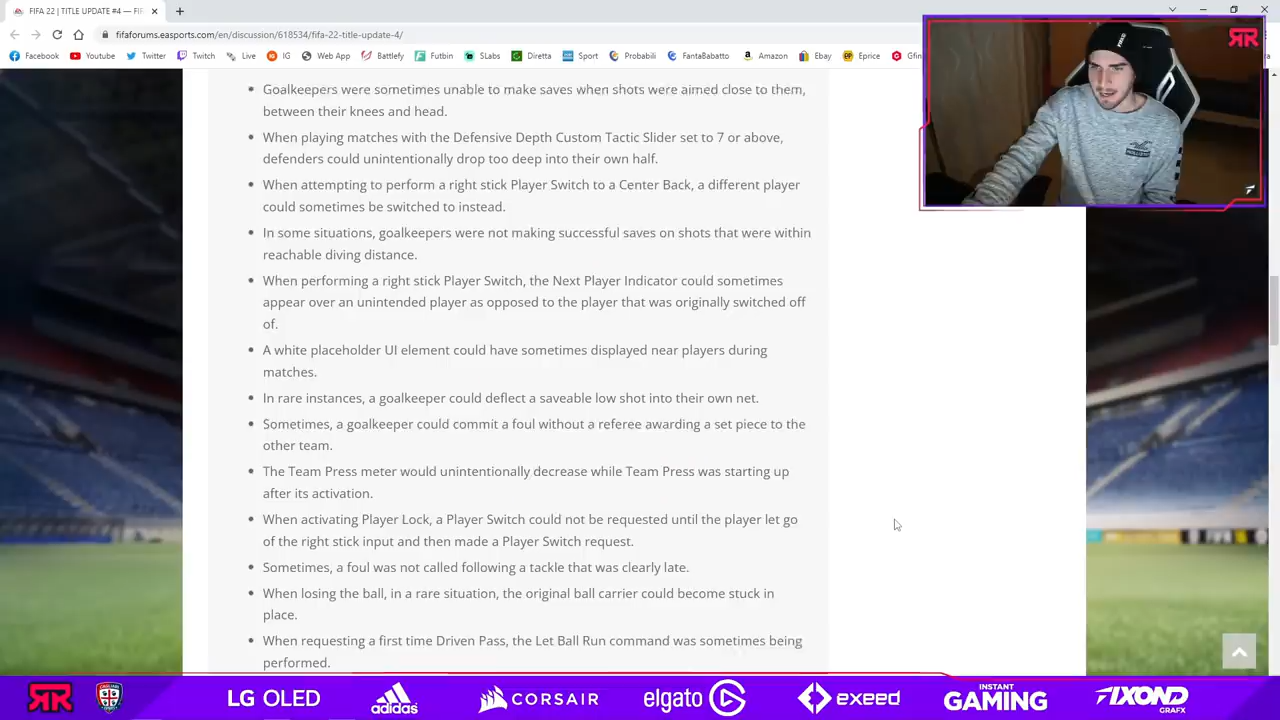 FIFA 22 | TITLE UPDATE #4 — FI
fifaforums.easports.com/en/discussion/618534/fifa-22-title-update-4/
Facebook Youtube Twitter Twitch Live IG Web App Battlefy Futbin SLabs Diretta Sport Probabili FantaBabatto Amazon Ebay Eprice Gfin
RR
Goalkeepers were sometimes unable to make saves when shots were aimed close to them,
between their knees and head.
When playing matches with the Defensive Depth Custom Tactic Slider set to 7 or above,
defenders could unintentionally drop too deep into their own half.
When attempting to perform a right stick Player Switch to a Center Back, a different player
could sometimes be switched to instead.
In some situations, goalkeepers were not making successful saves on shots that were within
reachable diving distance.
When performing a right stick Player Switch, the Next Player Indicator could sometimes
appear over an unintended player as opposed to the player that was originally switched off
of.
A white placeholder UI element could have sometimes displayed near players during
matches.
In rare instances, a goalkeeper could deflect a saveable low shot into their own net.
Sometimes, a goalkeeper could commit a foul without a referee awarding a set piece to the
other team.
The Team Press meter would unintentionally decrease while Team Press was starting up
after its activation.
When activating Player Lock, a Player Switch could not be requested until the player let go
of the right stick input and then made a Player Switch request.
Sometimes, a foul was not called following a tackle that was clearly late.
When losing the ball, in a rare situation, the original ball carrier could become stuck in
place.
When requesting a first time Driven Pass, the Let Ball Run command was sometimes being
performed.
RR LG OLED adidas CORSAIR elgato exeed INSTANT GAMING FIXOND GRAFX